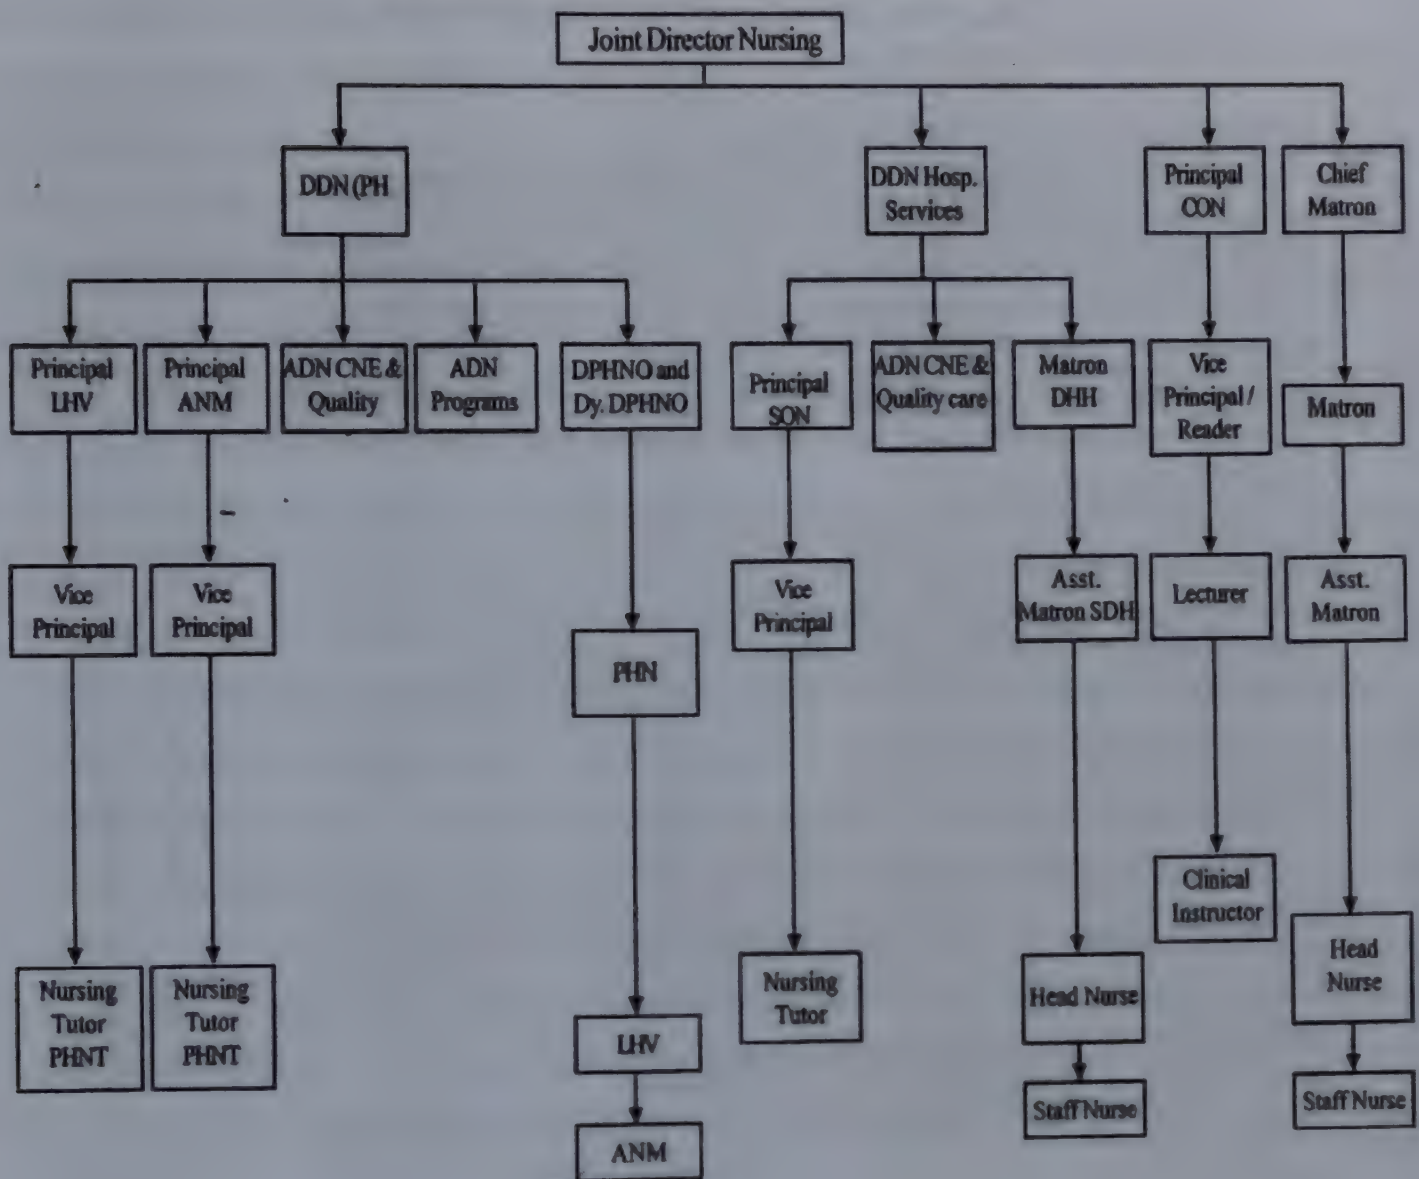 Joint Director Nursing
DDN (PH
DDN Hosp.
Services
Principal
CON
Chief
Matron
Principal
LHV
Principal
ANM
ADN CNE &
Quality
ADN
Programs
DPHNO and
Dy. DPHNO
Principal
SON
ADN CNE &
Quality care
Matron
DHH
Vice
Principal /
Reader
Matron
Vice
Principal
Vice
Principal
PHN
Vice
Principal
Asst.
Matron SDH
Lecturer
Asst.
Matron
Clinical
Instructor
Nursing
Tutor
PHNT
Nursing
Tutor
PHNT
LHV
ANM
Nursing
Tutor
Head Nurse
Staff Nurse
Head
Nurse
Staff Nurse